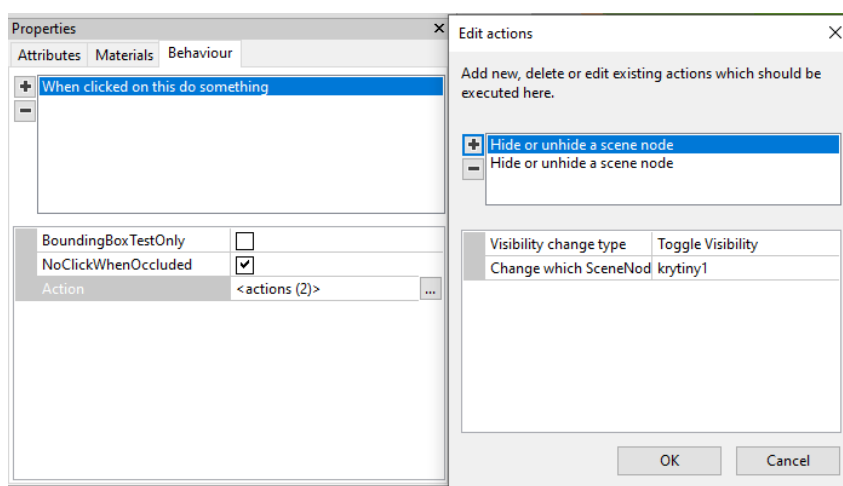 Properties
Attributes Materials Behaviour
When clicked on this do something
BoundingBoxTestOnly
NoClickWhenOccluded
Action <actions (2)> ...
Edit actions
Add new, delete or edit existing actions which should be
executed here.
Hide or unhide a scene node
Hide or unhide a scene node
Visibility change type Toggle Visibility
Change which SceneNod krytiny1
OK Cancel